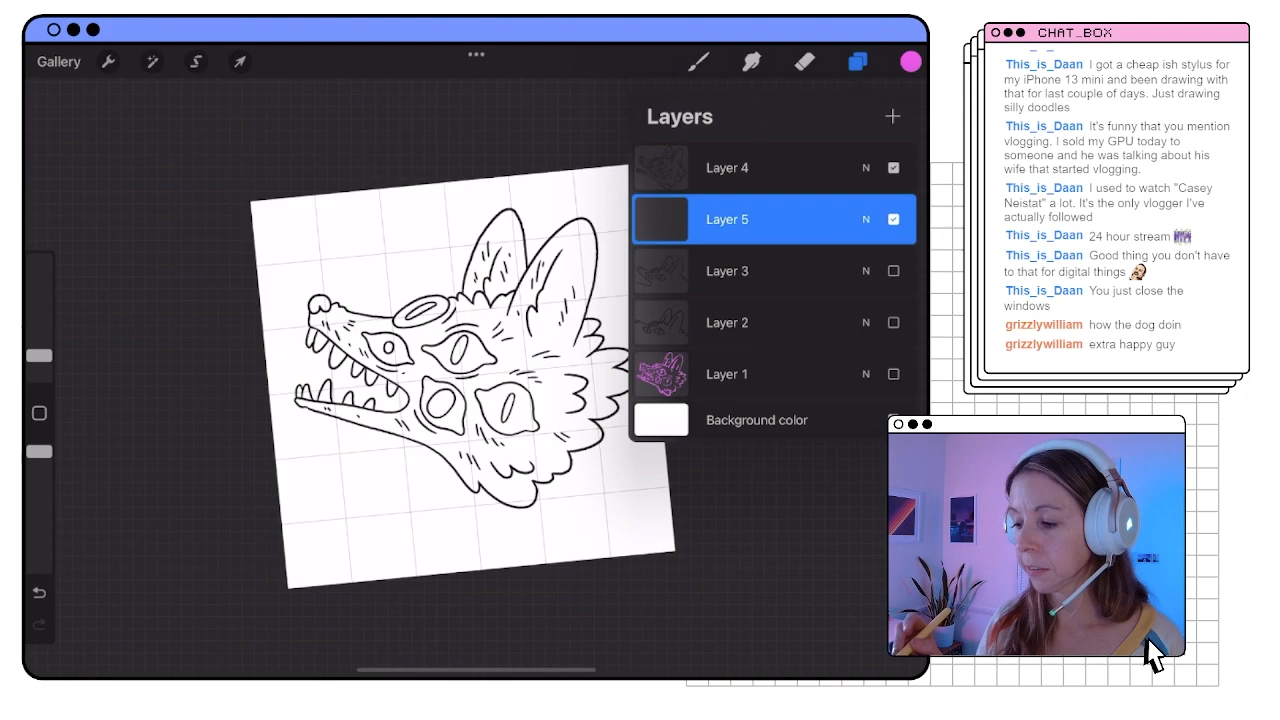 CHAT_BOX
Gallery
S
Layers
Layer 4 N
Layer 5 N
Layer 3 N
Layer 2 N
Layer 1 N
Background color
This_is_Daan I got a cheap ish stylus for
my iPhone 13 mini and been drawing with
that for last couple of days. Just drawing
silly doodles
This_is_Daan It's funny that you mention
vlogging. I sold my GPU today to
someone and he was talking about his
wife that started vlogging.
This_is_Daan I used to watch "Casey
Neistat" a lot. It's the only vlogger I've
actually followed
This_is_Daan 24 hour stream
This_is_Daan Good thing you don't have
to that for digital things
This_is_Daan You just close the
windows
grizzlywilliam how the dog doin
grizzlywilliam extra happy guy